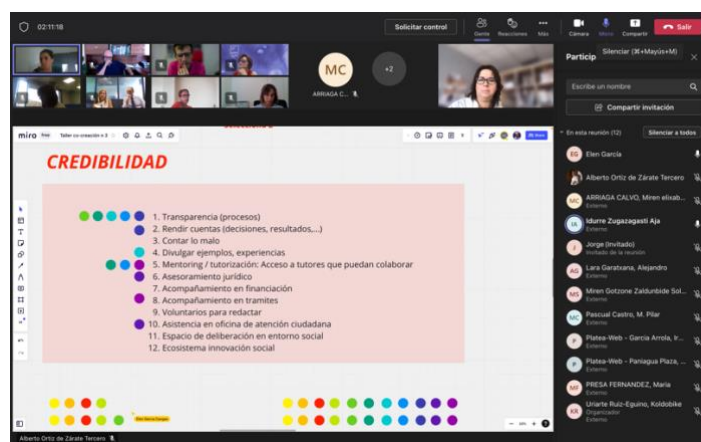 02:11:18
Solicitar control
Gente
Reacciones
Más
Cámara
Micro
Compartir
Salir
Particip
Silenciar (⌘+Mayús+M)
MC
ARRIAGA C...
+2
Escribe un nombre
Compartir invitación
En esta reunión (12)
Silenciar a todos
EG
Elen García
Alberto Ortiz de Zárate Tercero
MC
ARRIAGA CALVO, Miren elixab...
Externo
IA
Idurre Zugazagasti Aja
Externo
J
Jorge (Invitado)
Invitado de la reunión
AG
Lara Garatxana, Alejandro
Externo
MS
Miren Gotzone Zaldunbide Sol...
Externo
MC
Pascual Castro, M. Pilar
Externo
P
Platea-Web - Garcia Arrola, Ir...
Externo
P
Platea-Web - Paniagua Plaza, ...
Externo
MF
PRESA FERNANDEZ, Maria
Externo
KR
Uriarte Ruiz-Eguino, Koldobike
Organizador
Externo
miro
free
Taller co-creación n 3
CREDIBILIDAD
1. Transparencia (procesos)
2. Rendir cuentas (decisiones, resultados,...)
3. Contar lo malo
4. Divulgar ejemplos, experiencias
5. Mentoring / tutorización: Acceso a tutores que puedan colaborar
6. Asesoramiento jurídico
7. Acompañamiento en financiación
8. Acompañamiento en tramites
9. Voluntarios para redactar
10. Asistencia en oficina de atención ciudadana
11. Espacio de deliberación en entorno social
12. Ecosistema innovación social
Alberto Ortiz de Zárate Tercero